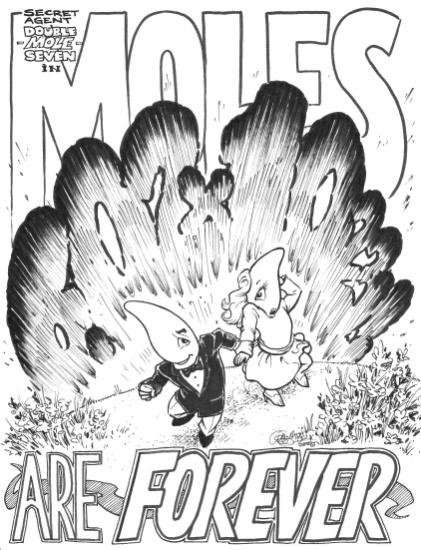 SECRET
AGENT
DOUBLE
-MOLE-
SEVEN
IN
MOLES
ARE FOREVER